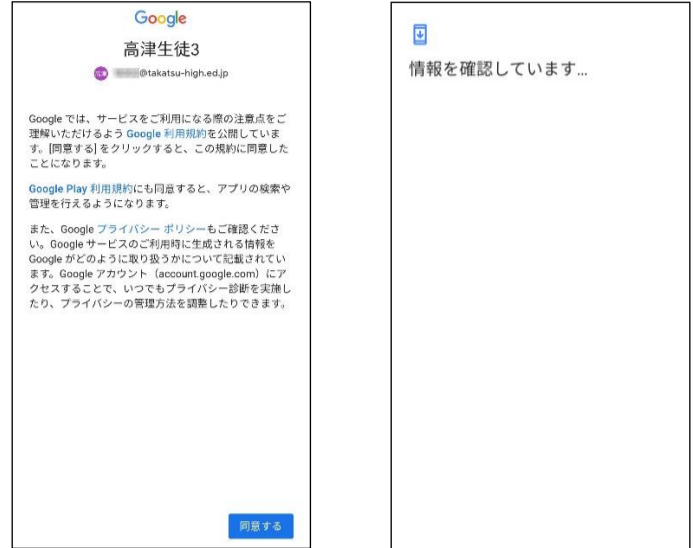 Google
高津生徒3
@takatsu-high.ed.jp
Google では、サービスをご利用になる際の注意点をご
理解いただけるよう Google 利用規約を公開していま
す。[同意する] をクリックすると、この規約に同意した
ことになります。
Google Play 利用規約にも同意すると、アプリの検索や
管理を行えるようになります。
また、Google プライバシー ポリシーもご確認くださ
い。Google サービスのご利用時に生成される情報を
Google がどのように取り扱うかについて記載されてい
ます。Google アカウント（account.google.com）にア
クセスすることで、いつでもプライバシー診断を実施し
たり、プライバシーの管理方法を調整したりできます。
同意する
情報を確認しています...